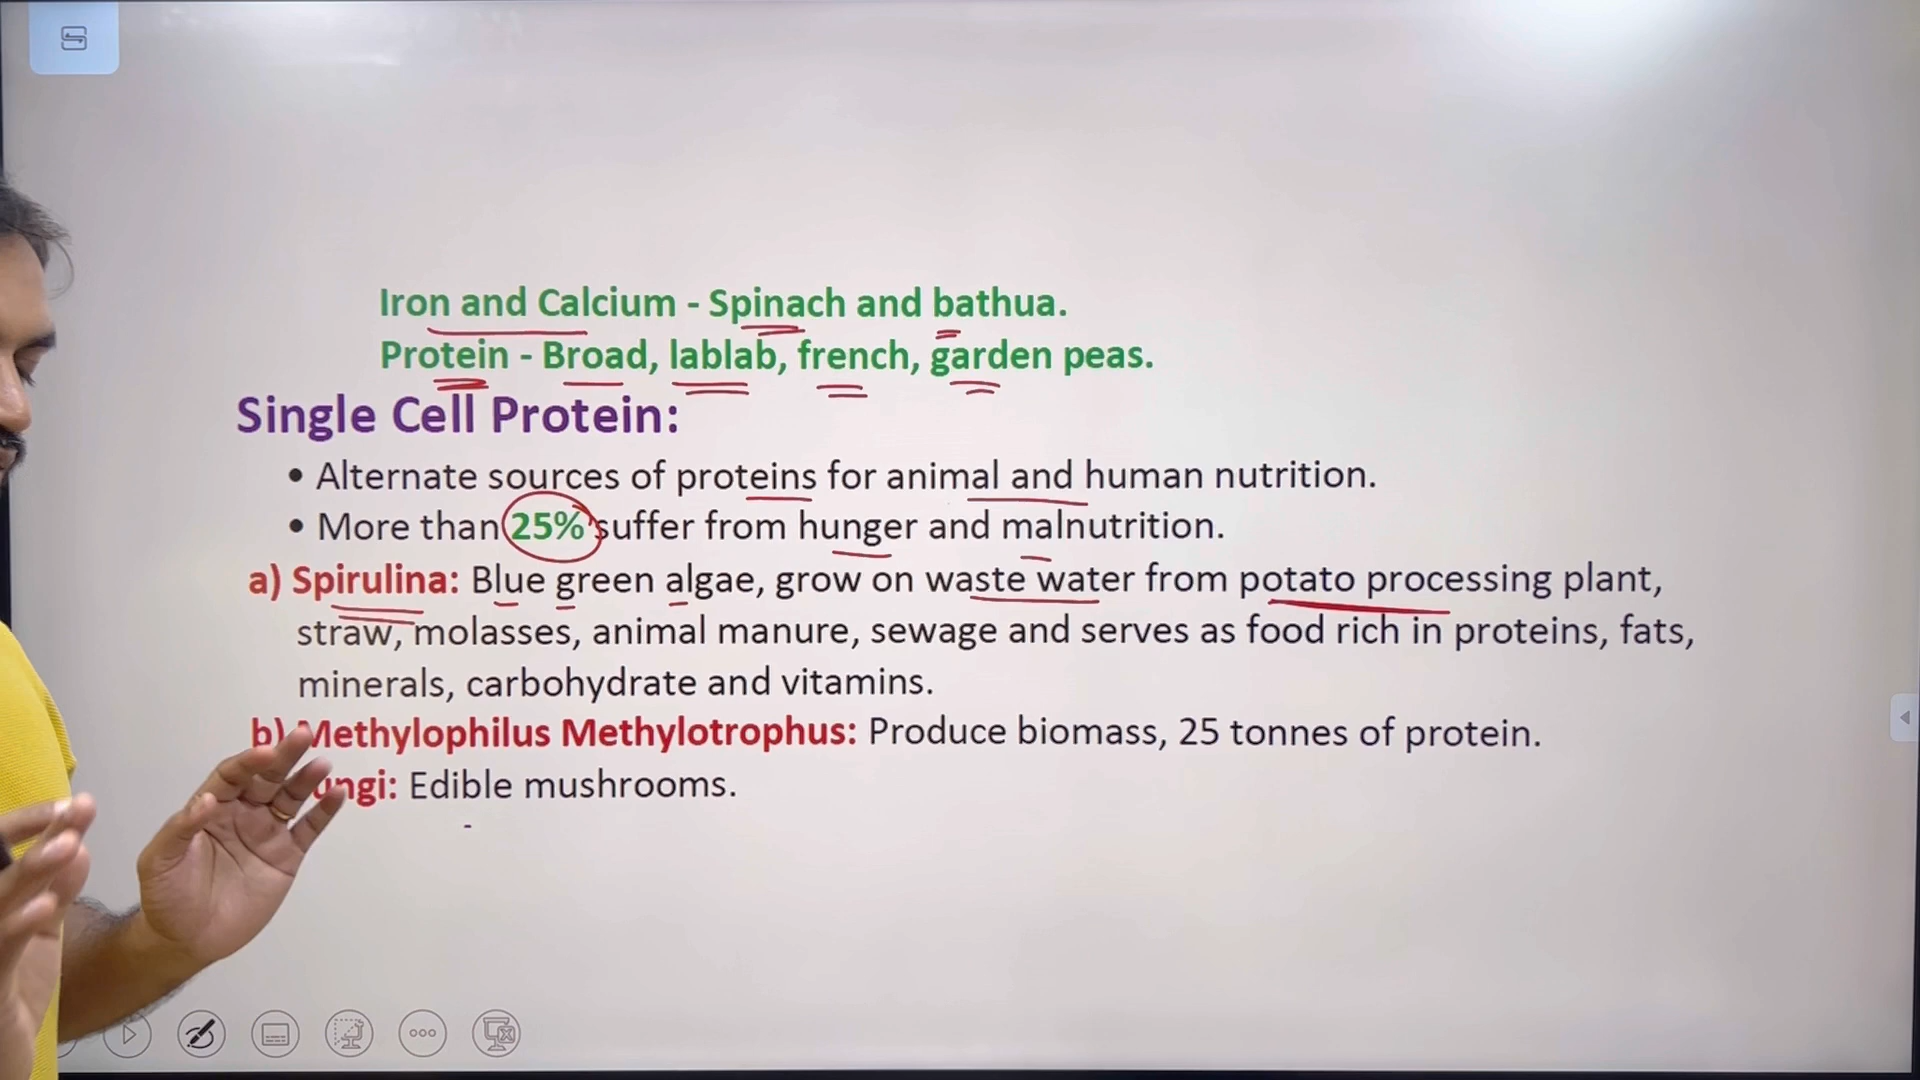 Iron and Calcium - Spinach and bathua.
Protein - Broad, lablab, french, garden peas.
Single Cell Protein:
• Alternate sources of proteins for animal and human nutrition.
• More than 25% suffer from hunger and malnutrition.
a) Spirulina: Blue green algae, grow on waste water from potato processing plant,
straw, molasses, animal manure, sewage and serves as food rich in proteins, fats,
minerals, carbohydrate and vitamins.
b) Methylophilus Methylotrophus: Produce biomass, 25 tonnes of protein.
Edible mushrooms.